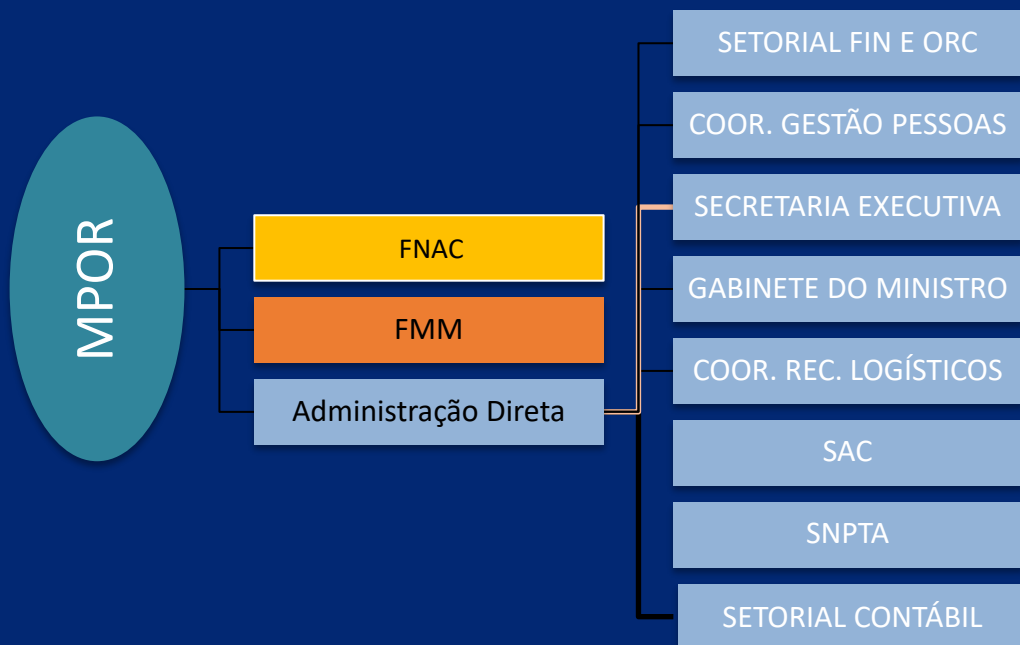 MPOR
FNAC
FMM
Administração Direta
SETORIAL FIN E ORC
COOR. GESTÃO PESSOAS
SECRETARIA EXECUTIVA
GABINETE DO MINISTRO
COOR. REC. LOGÍSTICOS
SAC
SNPTA
SETORIAL CONTÁBIL